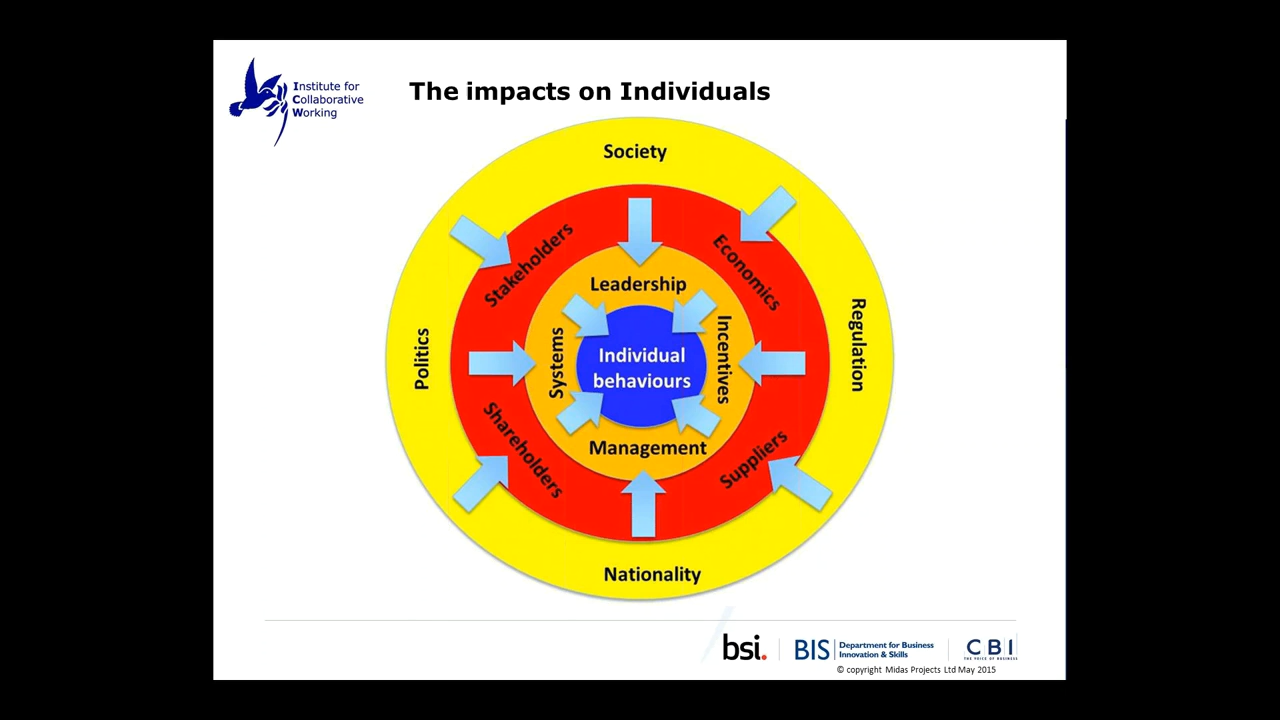 Institute for
Collaborative
Working
The impacts on Individuals
Society
Stakeholders
Economics
Leadership
Politics
Systems
Individual
behaviours
Incentives
Regulation
Management
Shareholders
Suppliers
Nationality
bsi.
BIS
Department for Business
Innovation & Skills
CBI
THE VOICE OF BUSINESS
© copyright Midas Projects Ltd May 2015